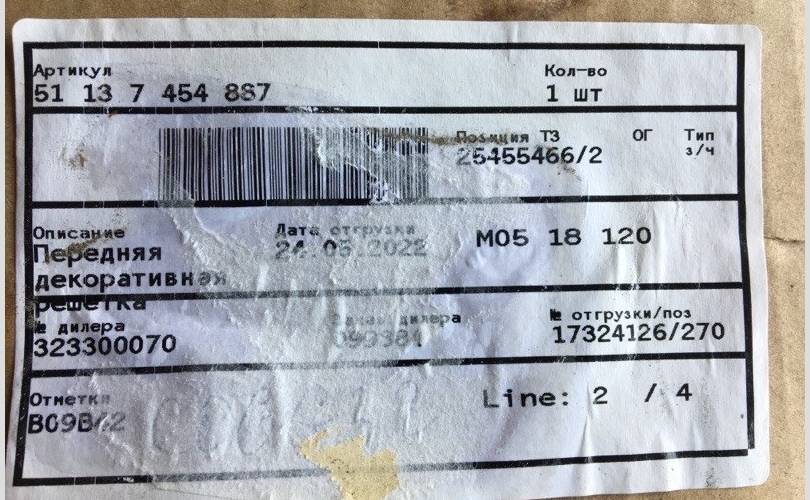 Артикул
51 13 7 454 887
Кол-во
1 шт
Позиция ТЗ
25455466/2
ОГ
Тип
з/ч
Описание
Передняя
декоративная
решетка
Дата отгрузки
24.05.2022
M05 18 120
№ дилера
323300070
Заказ дилера
№ отгрузки/поз
17324126/270
Отметки
Line: 2 / 4